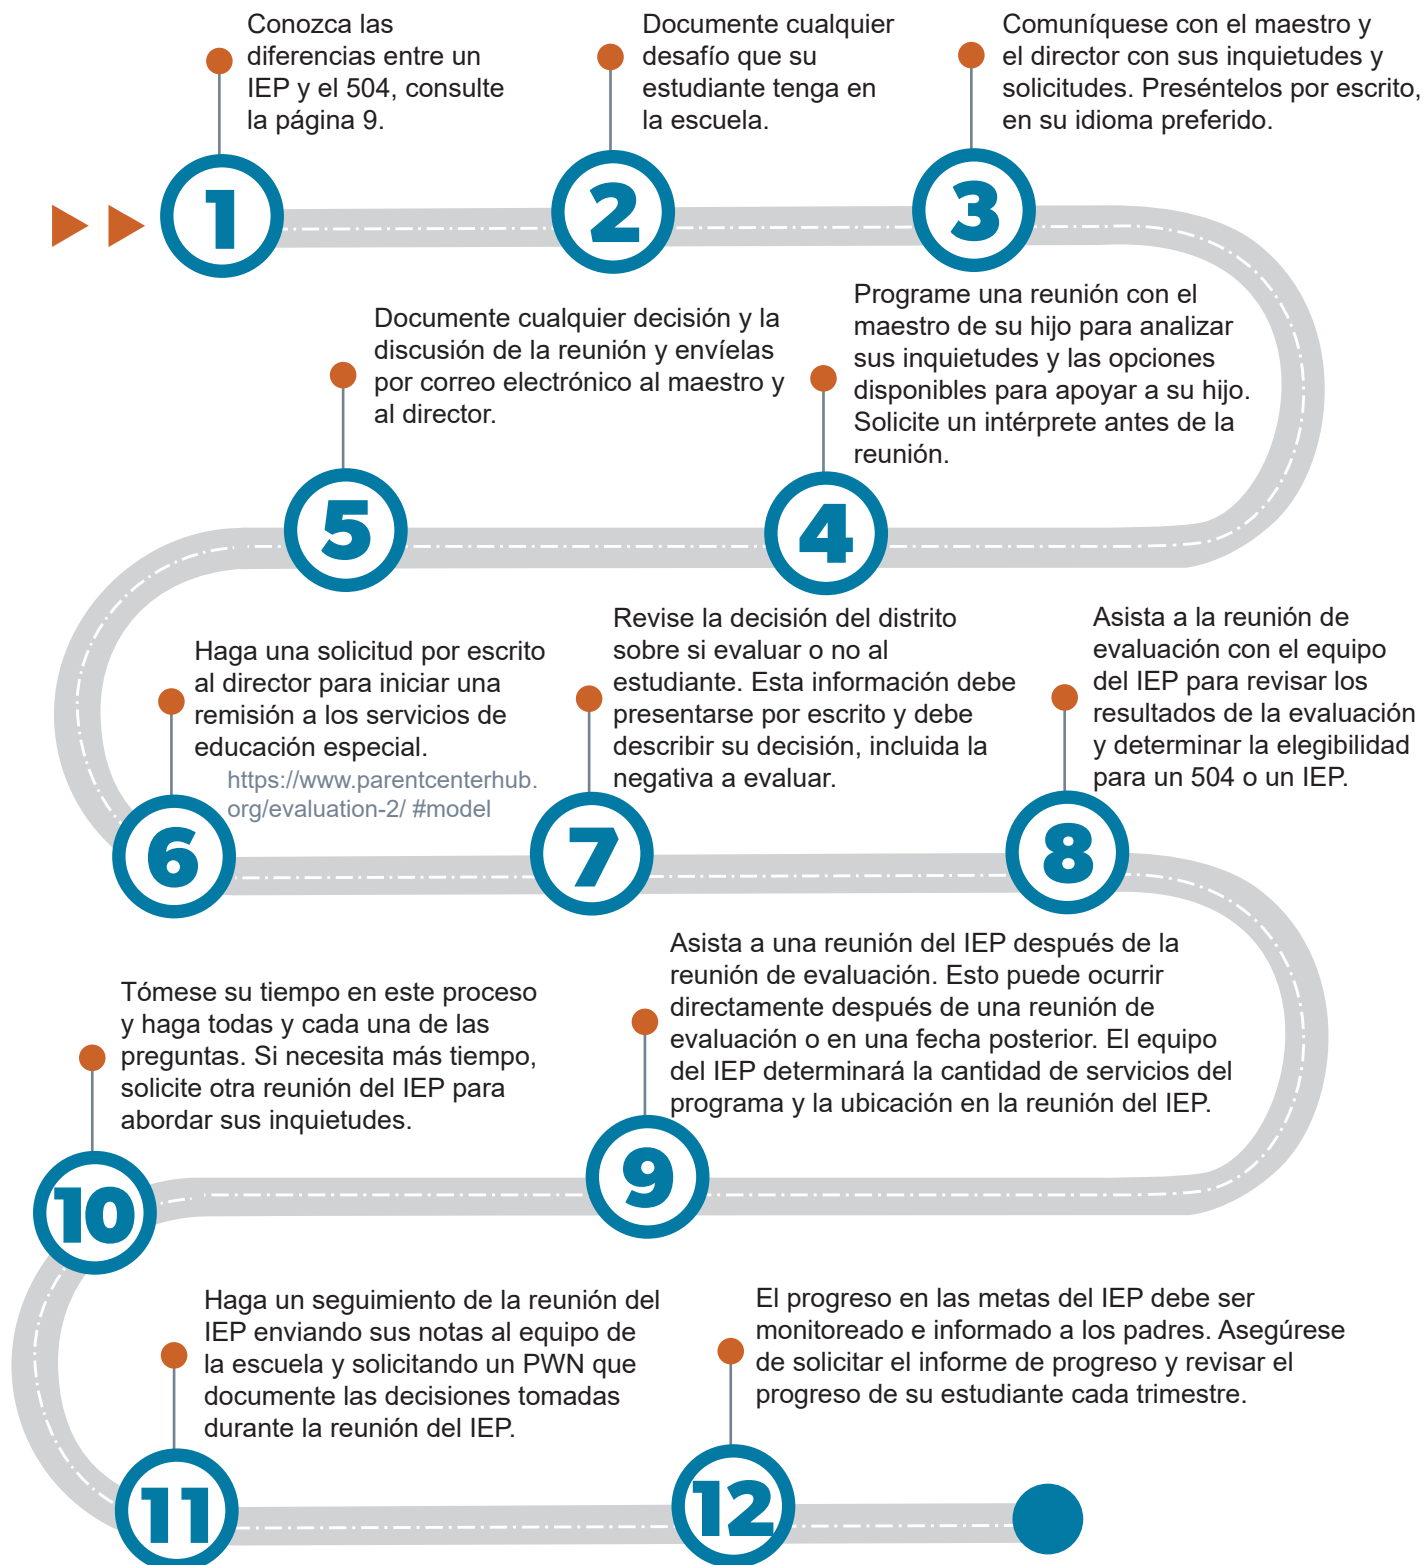 1
Conozca las
diferencias entre un
IEP y el 504, consulte
la página 9.
2
Documente cualquier
desafío que su
estudiante tenga en
la escuela.
3
Comuníquese con el maestro y
el director con sus inquietudes y
solicitudes. Preséntelos por escrito,
en su idioma preferido.
4
Programe una reunión con el
maestro de su hijo para analizar
sus inquietudes y las opciones
disponibles para apoyar a su hijo.
Solicite un intérprete antes de la
reunión.
5
Documente cualquier decisión y la
discusión de la reunión y envíelas
por correo electrónico al maestro y
al director.
6
Haga una solicitud por escrito
al director para iniciar una
remisión a los servicios de
educación especial.
https://www.parentcenterhub.
org/evaluation-2/ #model
7
Revise la decisión del distrito
sobre si evaluar o no al
estudiante. Esta información debe
presentarse por escrito y debe
describir su decisión, incluida la
negativa a evaluar.
8
Asista a la reunión de
evaluación con el equipo
del IEP para revisar los
resultados de la evaluación
y determinar la elegibilidad
para un 504 o un IEP.
9
Asista a una reunión del IEP después de la
reunión de evaluación. Esto puede ocurrir
directamente después de una reunión de
evaluación o en una fecha posterior. El equipo
del IEP determinará la cantidad de servicios del
programa y la ubicación en la reunión del IEP.
10
Tómese su tiempo en este proceso
y haga todas y cada una de las
preguntas. Si necesita más tiempo,
solicite otra reunión del IEP para
abordar sus inquietudes.
11
Haga un seguimiento de la reunión del
IEP enviando sus notas al equipo de
la escuela y solicitando un PWN que
documente las decisiones tomadas
durante la reunión del IEP.
12
El progreso en las metas del IEP debe ser
monitoreado e informado a los padres. Asegúrese
de solicitar el informe de progreso y revisar el
progreso de su estudiante cada trimestre.